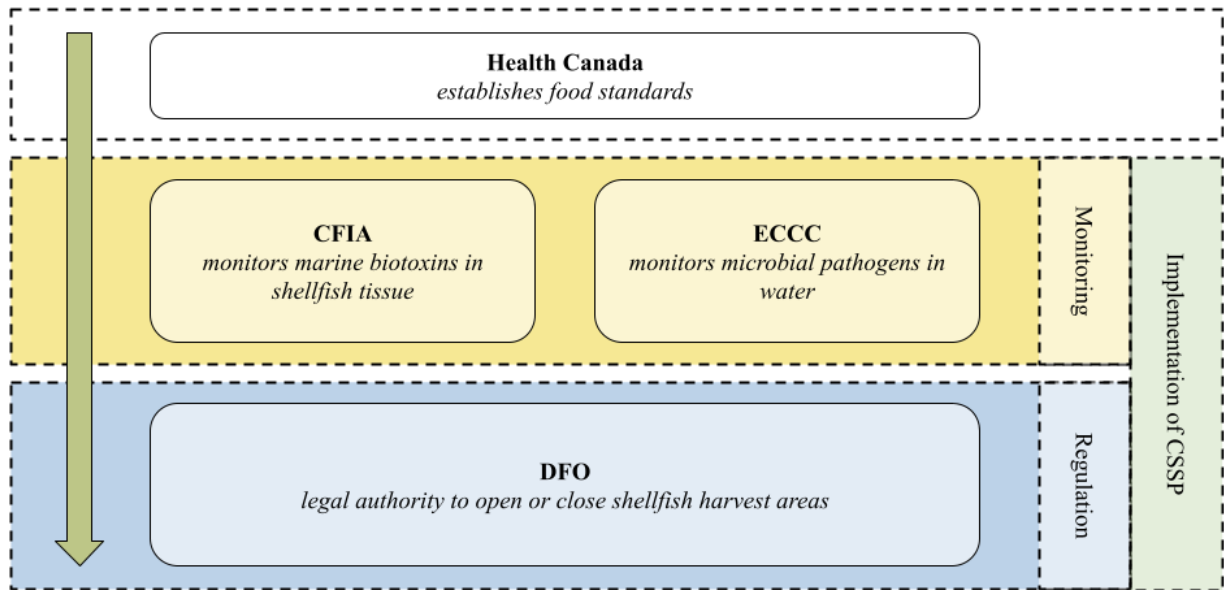 Health Canada
establishes food standards
CFIA
monitors marine biotoxins in
shellfish tissue
ECCC
monitors microbial pathogens in
water
Monitoring
Implementation of CSSP
DFO
legal authority to open or close shellfish harvest areas
Regulation